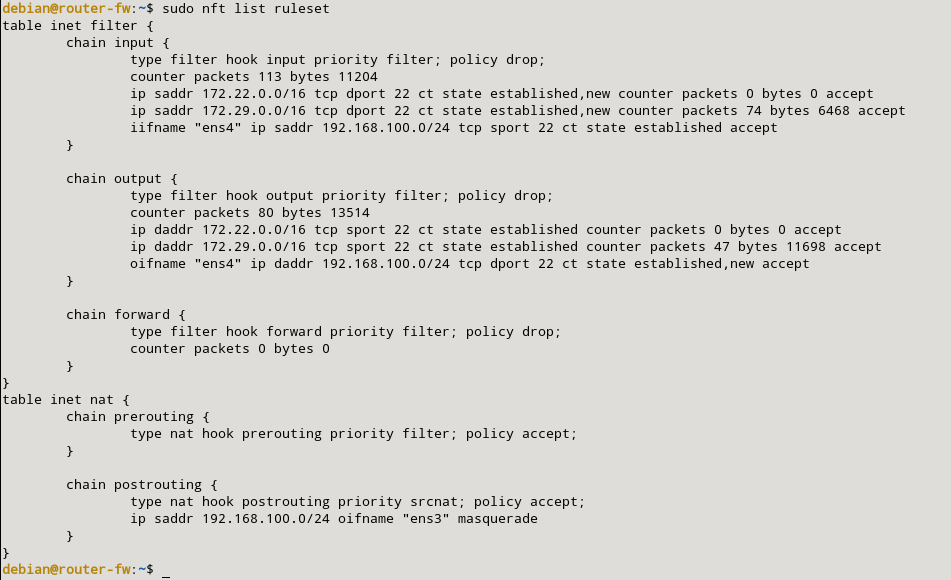 debian@router-fw:~$ sudo nft list ruleset
table inet filter {
        chain input {
                type filter hook input priority filter; policy drop;
                counter packets 113 bytes 11204
                ip saddr 172.22.0.0/16 tcp dport 22 ct state established,new counter packets 0 bytes 0 accept
                ip saddr 172.29.0.0/16 tcp dport 22 ct state established,new counter packets 74 bytes 6468 accept
                iifname "ens4" ip saddr 192.168.100.0/24 tcp sport 22 ct state established accept
        }

        chain output {
                type filter hook output priority filter; policy drop;
                counter packets 80 bytes 13514
                ip daddr 172.22.0.0/16 tcp sport 22 ct state established counter packets 0 bytes 0 accept
                ip daddr 172.29.0.0/16 tcp sport 22 ct state established counter packets 47 bytes 11698 accept
                oifname "ens4" ip daddr 192.168.100.0/24 tcp dport 22 ct state established,new accept
        }

        chain forward {
                type filter hook forward priority filter; policy drop;
                counter packets 0 bytes 0
        }
}
table inet nat {
        chain prerouting {
                type nat hook prerouting priority filter; policy accept;
        }

        chain postrouting {
                type nat hook postrouting priority srcnat; policy accept;
                ip saddr 192.168.100.0/24 oifname "ens3" masquerade
        }
}
debian@router-fw:~$ _